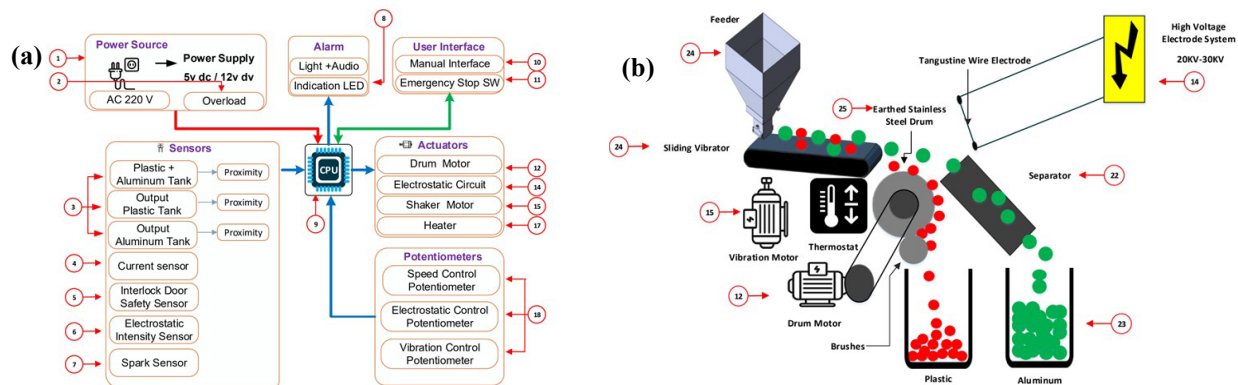 (a)
1
Power Source
Power Supply
5v dc / 12v dv
2
AC 220 V
Overload
8
Alarm
Light +Audio
Indication LED
User Interface
Manual Interface
10
Emergency Stop SW
11
Sensors
Plastic +
Aluminum Tank
Proximity
3
Output
Plastic Tank
Proximity
Output
Aluminum Tank
Proximity
4
Current sensor
5
Interlock Door
Safety Sensor
6
Electrostatic
Intensity Sensor
7
Spark Sensor
CPU
9
Actuators
Drum Motor
12
Electrostatic Circuit
14
Shaker Motor
15
Heater
17
Potentiometers
Speed Control
Potentiometer
Electrostatic Control
Potentiometer
18
Vibration Control
Potentiometer
(b)
Feeder
24
24
Sliding Vibrator
25
Earthed Stainless
Steel Drum
Tangustine Wire Electrode
High Voltage
Electrode System
20KV-30KV
14
Separator
22
15
Vibration Motor
Thermostat
12
Drum Motor
Brushes
23
Plastic
Aluminum